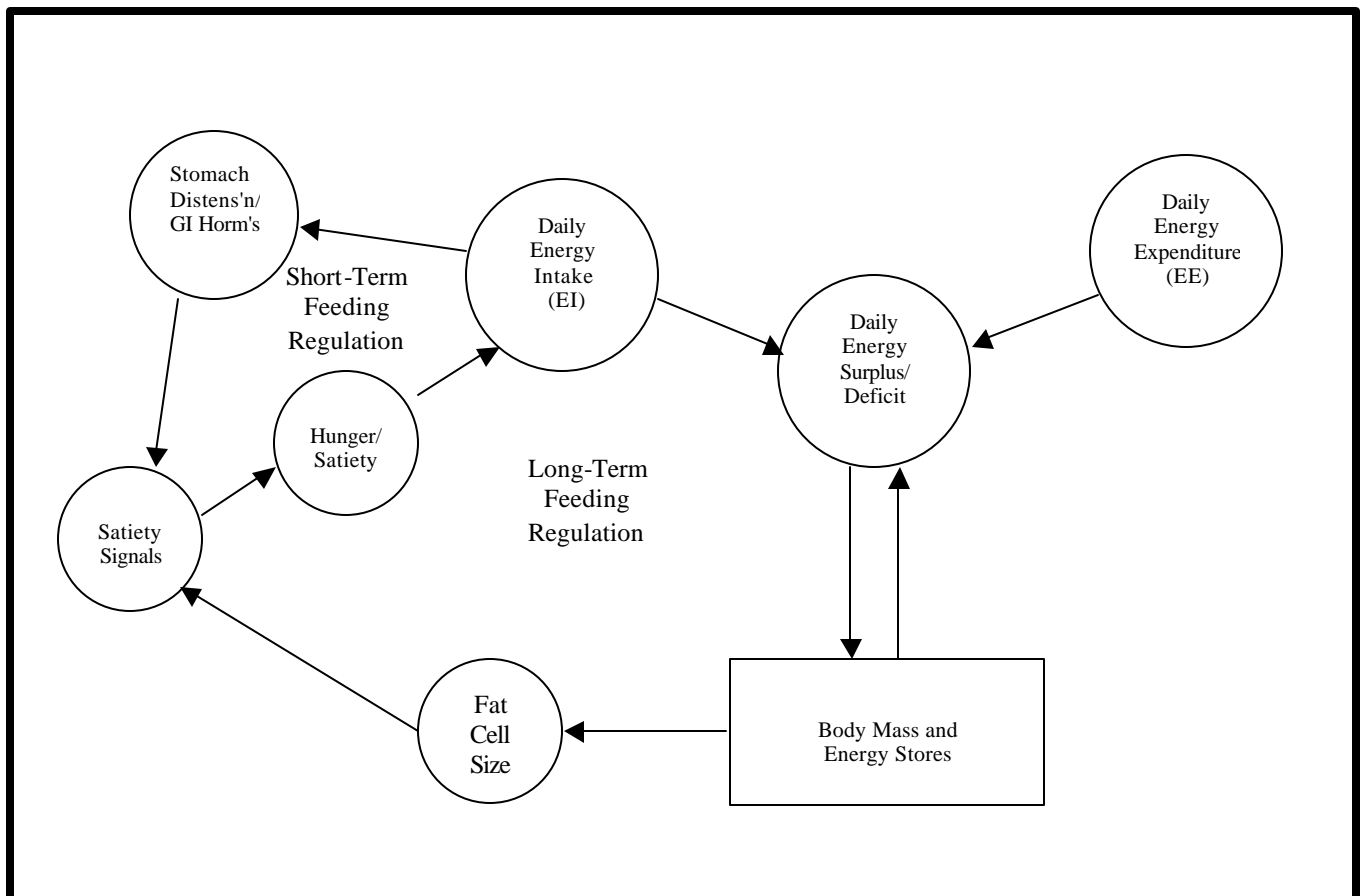 Stomach
Distens'n/
GI Horm's
Daily
Energy
Intake
(EI)
Daily
Energy
Expenditure
(EE)
Short-Term
Feeding
Regulation
Daily
Energy
Surplus/
Deficit
Hunger/
Satiety
Long-Term
Feeding
Regulation
Satiety
Signals
Fat
Cell
Size
Body Mass and
Energy Stores